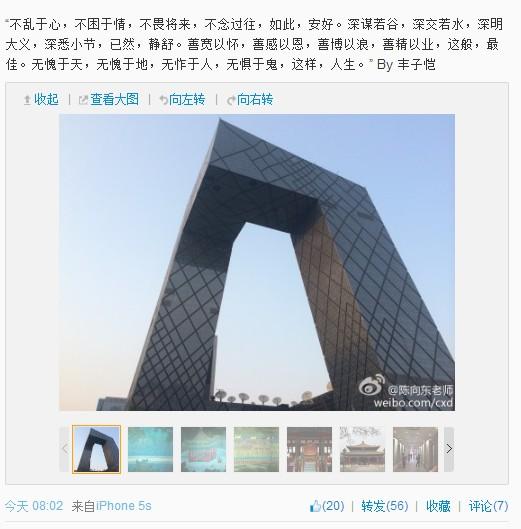 “不乱于心，不困于情，不畏将来，不念过往，如此，安好。深谋若谷，深交若水，深明
大义，深悉小节，已然，静舒。善宽以怀，善感以恩，善博以浪，善精以业，这般，最
佳。无愧于天，无愧于地，无怍于人，无惧于鬼，这样，人生。” By 丰子恺
收起 | 查看大图 | 向左转 | 向右转
@陈向东老师
weibo.com/cxd
今天 08:02 来自iPhone 5s (20) | 转发(56) | 收藏 | 评论(7)